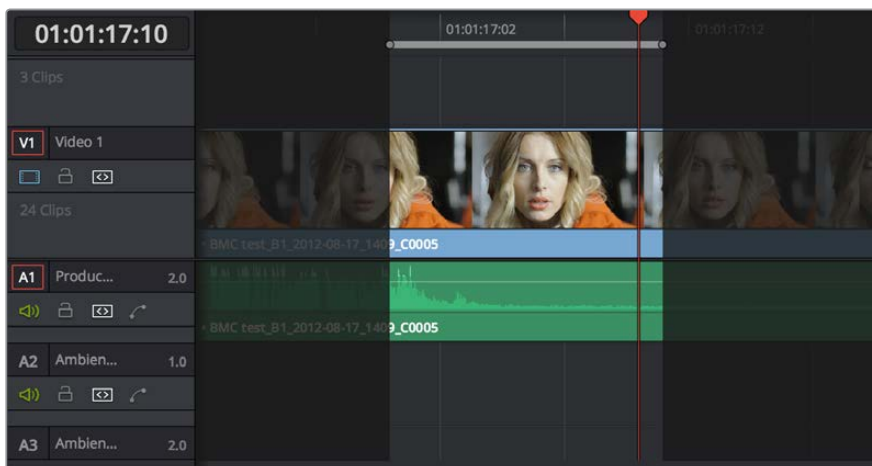 01:01:17:10
01:01:17:02
01:01:17:12
3 Clips
V1 Video 1
24 Clips
• BMC test_B1_2012-08-17_1409_C0005
A1 Produc... 2.0
• BMC test_B1_2012-08-17_1409_C0005
A2 Ambien... 1.0
A3 Ambien... 2.0